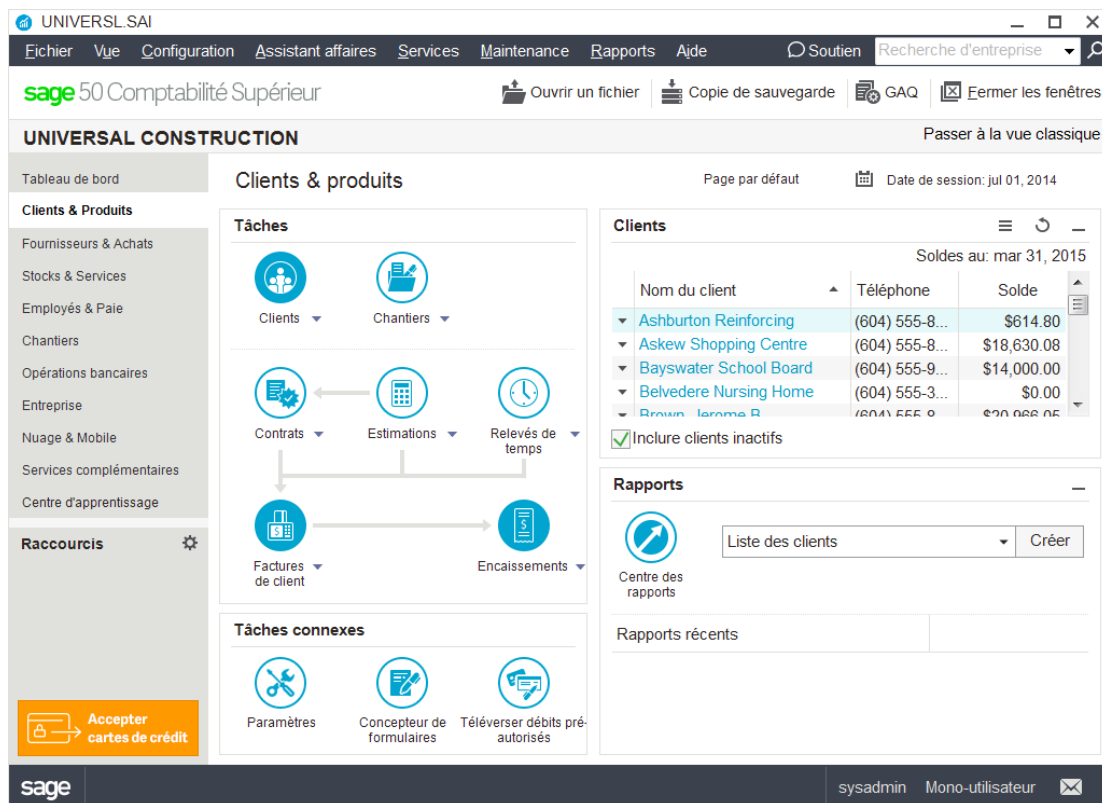 UNIVERSL.SAI
Fichier Vue Configuration Assistant affaires Services Maintenance Rapports Aide Soutien Recherche d'entreprise
sage 50 Comptabilité Supérieur
Ouvrir un fichier Copie de sauvegarde GAQ Fermer les fenêtres
UNIVERSAL CONSTRUCTION
Passer à la vue classique
Tableau de bord
Clients & Produits
Fournisseurs & Achats
Stocks & Services
Employés & Paie
Chantiers
Opérations bancaires
Entreprise
Nuage & Mobile
Services complémentaires
Centre d'apprentissage
Raccourcis
Accepter
cartes de crédit
Clients & produits
Page par défaut
Date de session: jul 01, 2014
Tâches
Clients
Chantiers
Contrats
Estimations
Relevés de
temps
Factures
de client
Encaissements
Tâches connexes
Paramètres
Concepteur de
formulaires
Téléverser débits pré-
autorisés
Clients
Soldes au: mar 31, 2015
Nom du client Téléphone Solde
Ashburton Reinforcing (604) 555-8... $614.80
Askew Shopping Centre (604) 555-8... $18,630.08
Bayswater School Board (604) 555-9... $14,000.00
Belvedere Nursing Home (604) 555-3... $0.00
Brown, Jerome B. (604) 555-8... $20,966.05
Inclure clients inactifs
Rapports
Centre des
rapports
Liste des clients
Créer
Rapports récents
sage
sysadmin Mono-utilisateur